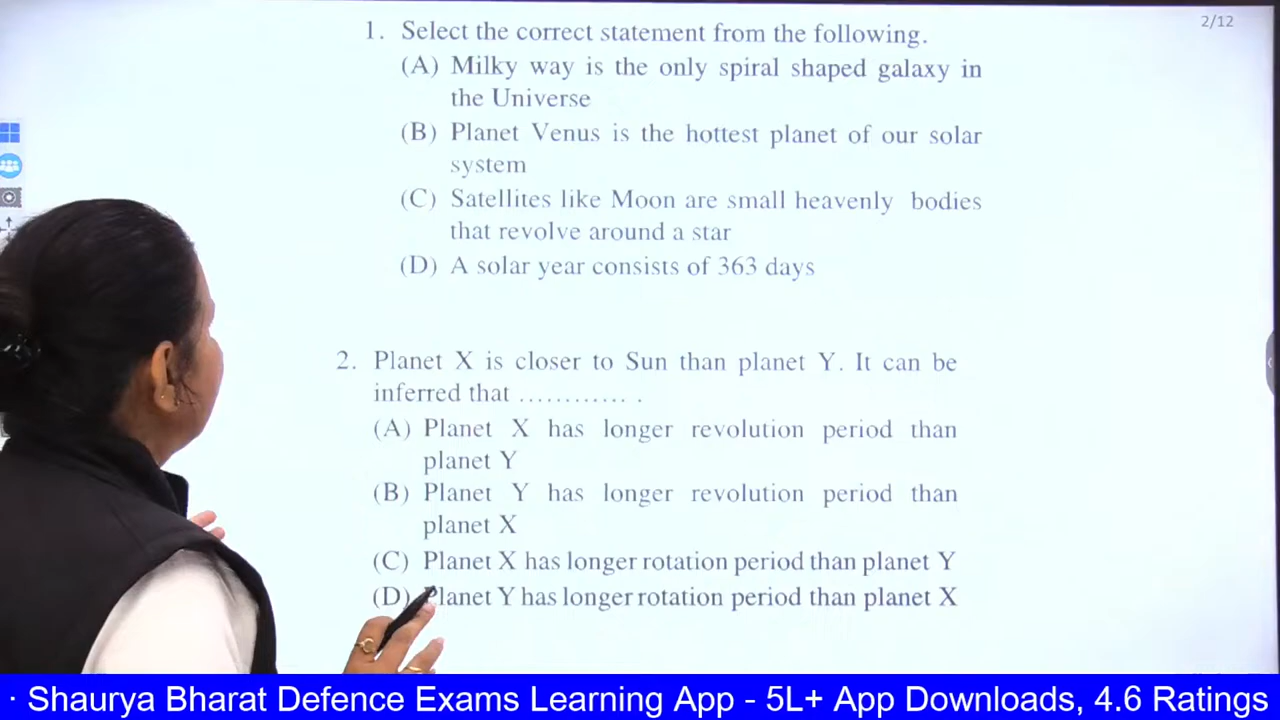 2/12
1. Select the correct statement from the following.
(A) Milky way is the only spiral shaped galaxy in
the Universe
(B) Planet Venus is the hottest planet of our solar
system
(C) Satellites like Moon are small heavenly bodies
that revolve around a star
(D) A solar year consists of 363 days
2. Planet X is closer to Sun than planet Y. It can be
inferred that ............ .
(A) Planet X has longer revolution period than
planet Y
(B) Planet Y has longer revolution period than
planet X
(C) Planet X has longer rotation period than planet Y
(D) Planet Y has longer rotation period than planet X
· Shaurya Bharat Defence Exams Learning App - 5L+ App Downloads, 4.6 Ratings